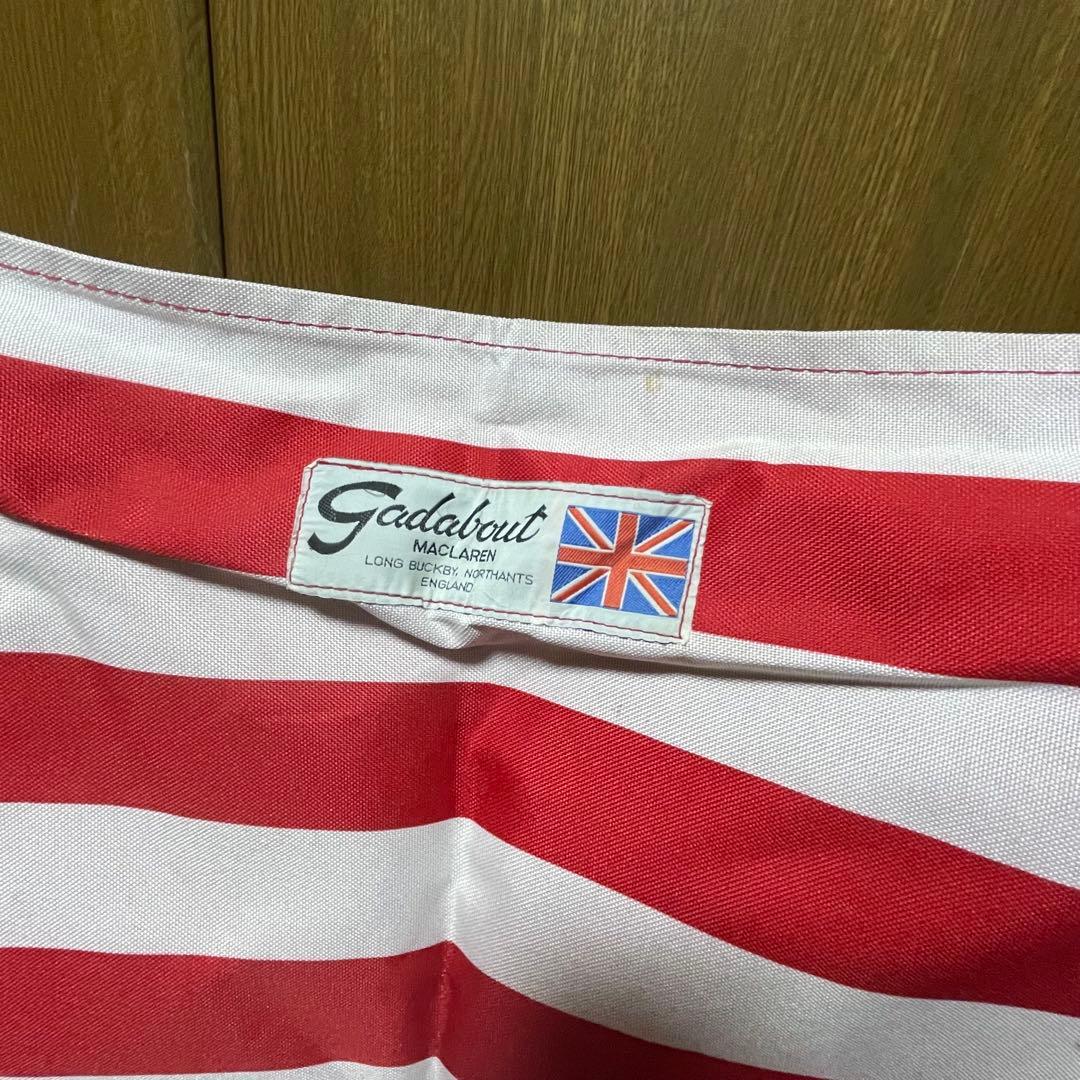 Gadabout
MACLAREN
LONG BUCKBY, NORTHANTS
ENGLAND